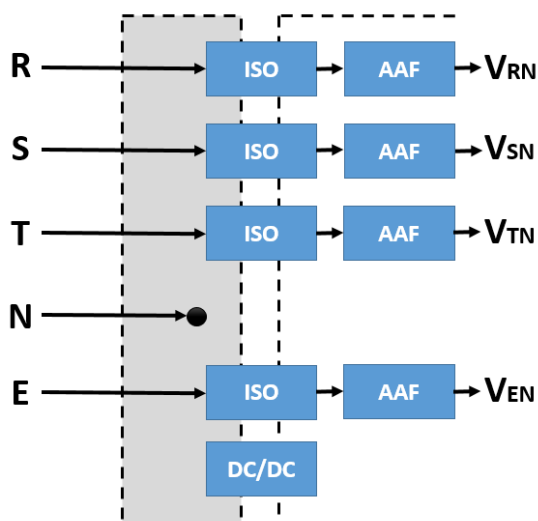 R ISO AAF VRN
S ISO AAF VSN
T ISO AAF VTN
N
E ISO AAF VEN
DC/DC